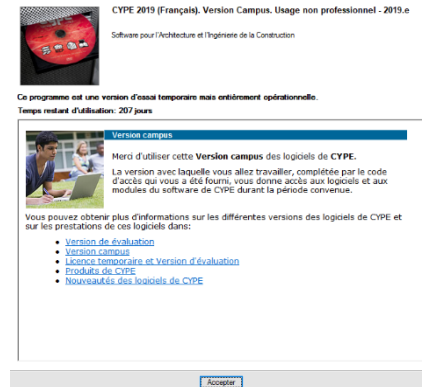 CYPE 2019 (Français). Version Campus. Usage non professionnel - 2019.e
Software pour l'Architecture et l'Ingénierie de la Construction
Ce programme est une version d'essai temporaire mais entièrement opérationnelle.
Temps restant d'utilisation: 207 jours
Version campus
Merci d'utiliser cette Version campus des logiciels de CYPE.
La version avec laquelle vous allez travailler, complétée par le code
d'accès qui vous a été fourni, vous donne accès aux logiciels et aux
modules du software de CYPE durant la période convenue.
Vous pouvez obtenir plus d'informations sur les différentes versions des logiciels de CYPE et
sur les prestations de ces logiciels dans:
• Version de évaluation
• Version campus
• Licence temporaire et Version d'évaluation
• Produits de CYPE
• Nouveautés des logiciels de CYPE
Accepter